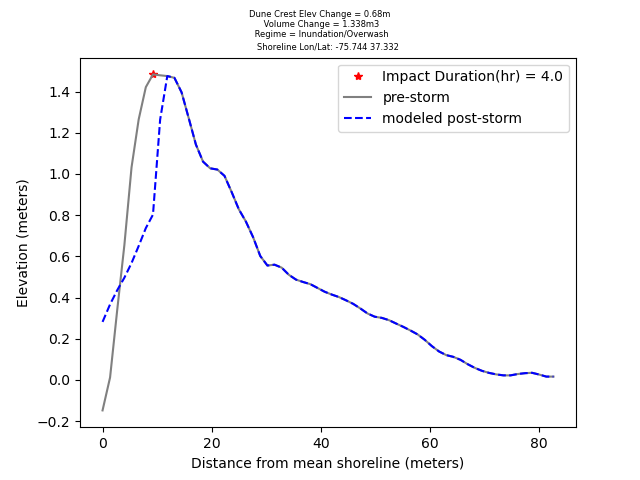 Dune Crest Elev Change = 0.68m
Volume Change = 1.338m3
Regime = Inundation/Overwash
Shoreline Lon/Lat: -75.744 37.332
Impact Duration(hr) = 4.0
pre-storm
modeled post-storm
1.4
1.2
1.0
0.8
0.6
0.4
0.2
0.0
−0.2
Elevation (meters)
0 20 40 60 80
Distance from mean shoreline (meters)